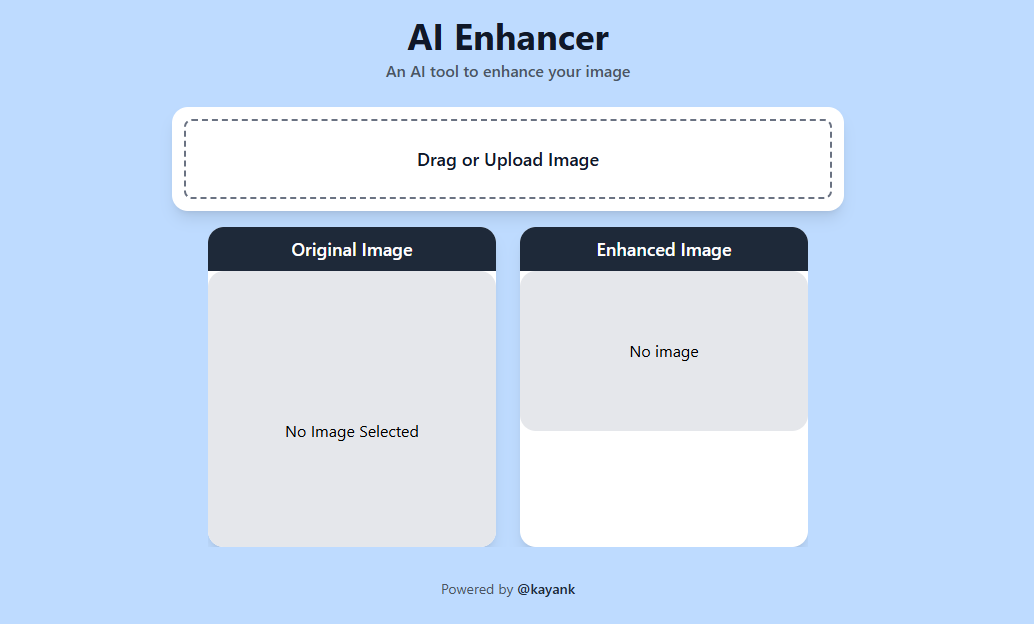 AI Enhancer
An AI tool to enhance your image
Drag or Upload Image
Original Image
No Image Selected
Enhanced Image
No image
Powered by @kayank